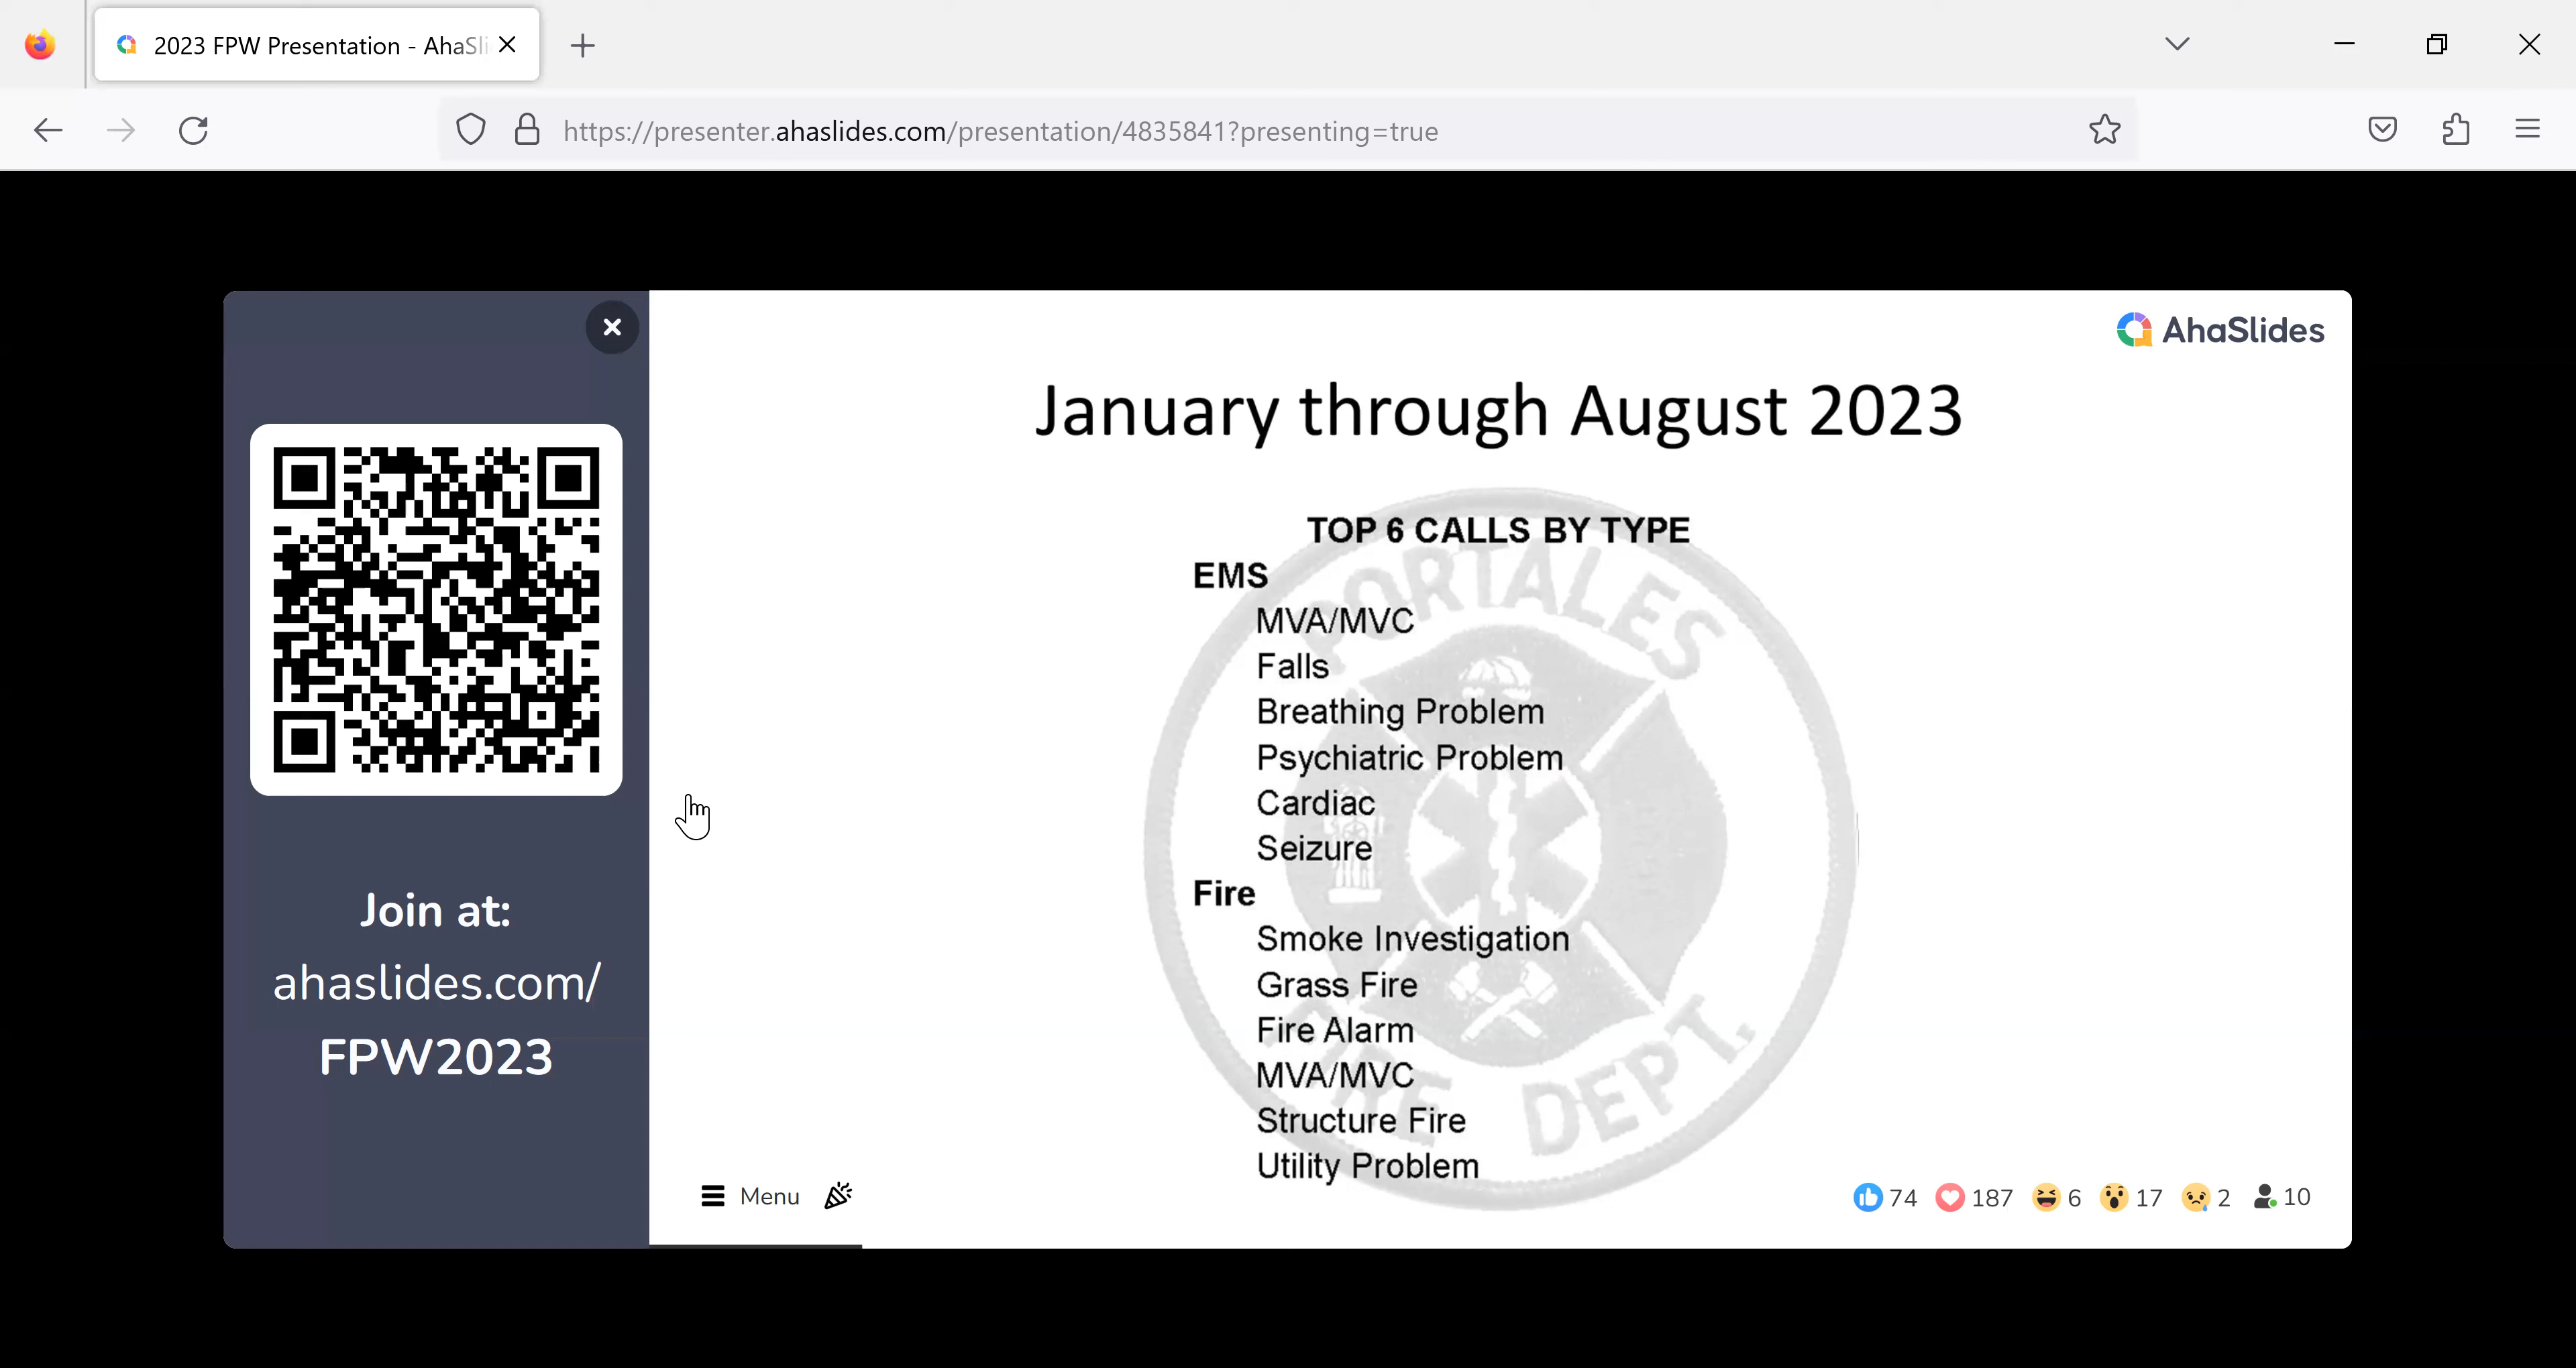 2023 FPW Presentation - AhaSli
https://presenter.ahaslides.com/presentation/4835841?presenting=true
AhaSlides
January through August 2023
PORTALES
FIRE DEPT.
TOP 6 CALLS BY TYPE
EMS
MVA/MVC
Falls
Breathing Problem
Psychiatric Problem
Cardiac
Seizure
Fire
Smoke Investigation
Grass Fire
Fire Alarm
MVA/MVC
Structure Fire
Utility Problem
Join at:
ahaslides.com/
FPW2023
Menu
74 187 6 17 2 10